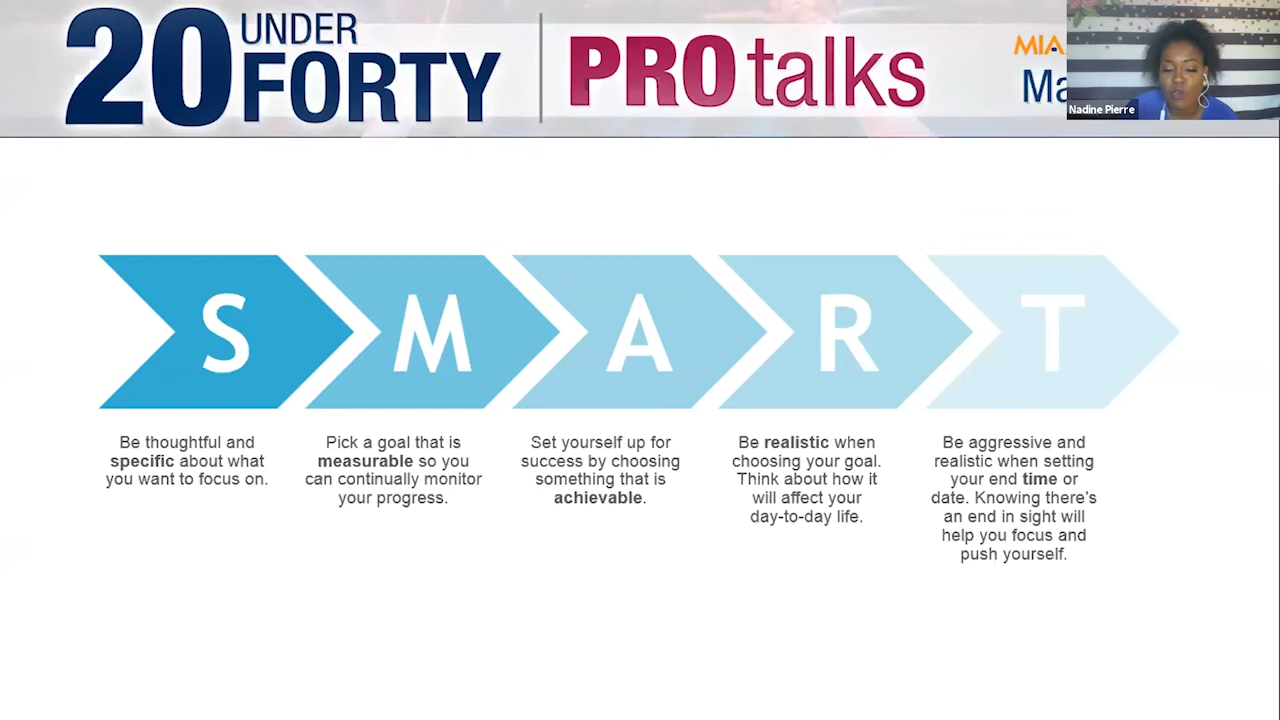 20 UNDER
FORTY
PROtalks
MIA
Ma
Nadine Pierre
S M A R T
Be thoughtful and
specific about what
you want to focus on.
Pick a goal that is
measurable so you
can continually monitor
your progress.
Set yourself up for
success by choosing
something that is
achievable.
Be realistic when
choosing your goal.
Think about how it
will affect your
day-to-day life.
Be aggressive and
realistic when setting
your end time or
date. Knowing there's
an end in sight will
help you focus and
push yourself.